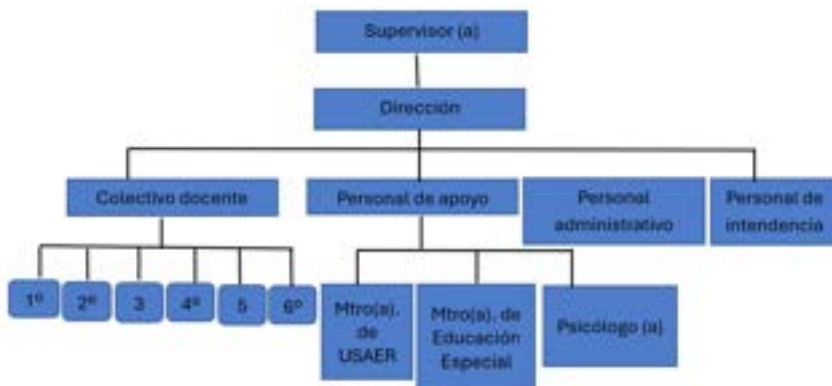 Supervisor (a)
Dirección
Colectivo docente
Personal de apoyo
Personal
administrativo
Personal de
intendencia
1º
2º
3
4º
5
6º
Mtro(a).
de
USAER
Mtro(a). de
Educación
Especial
Psicólogo (a)